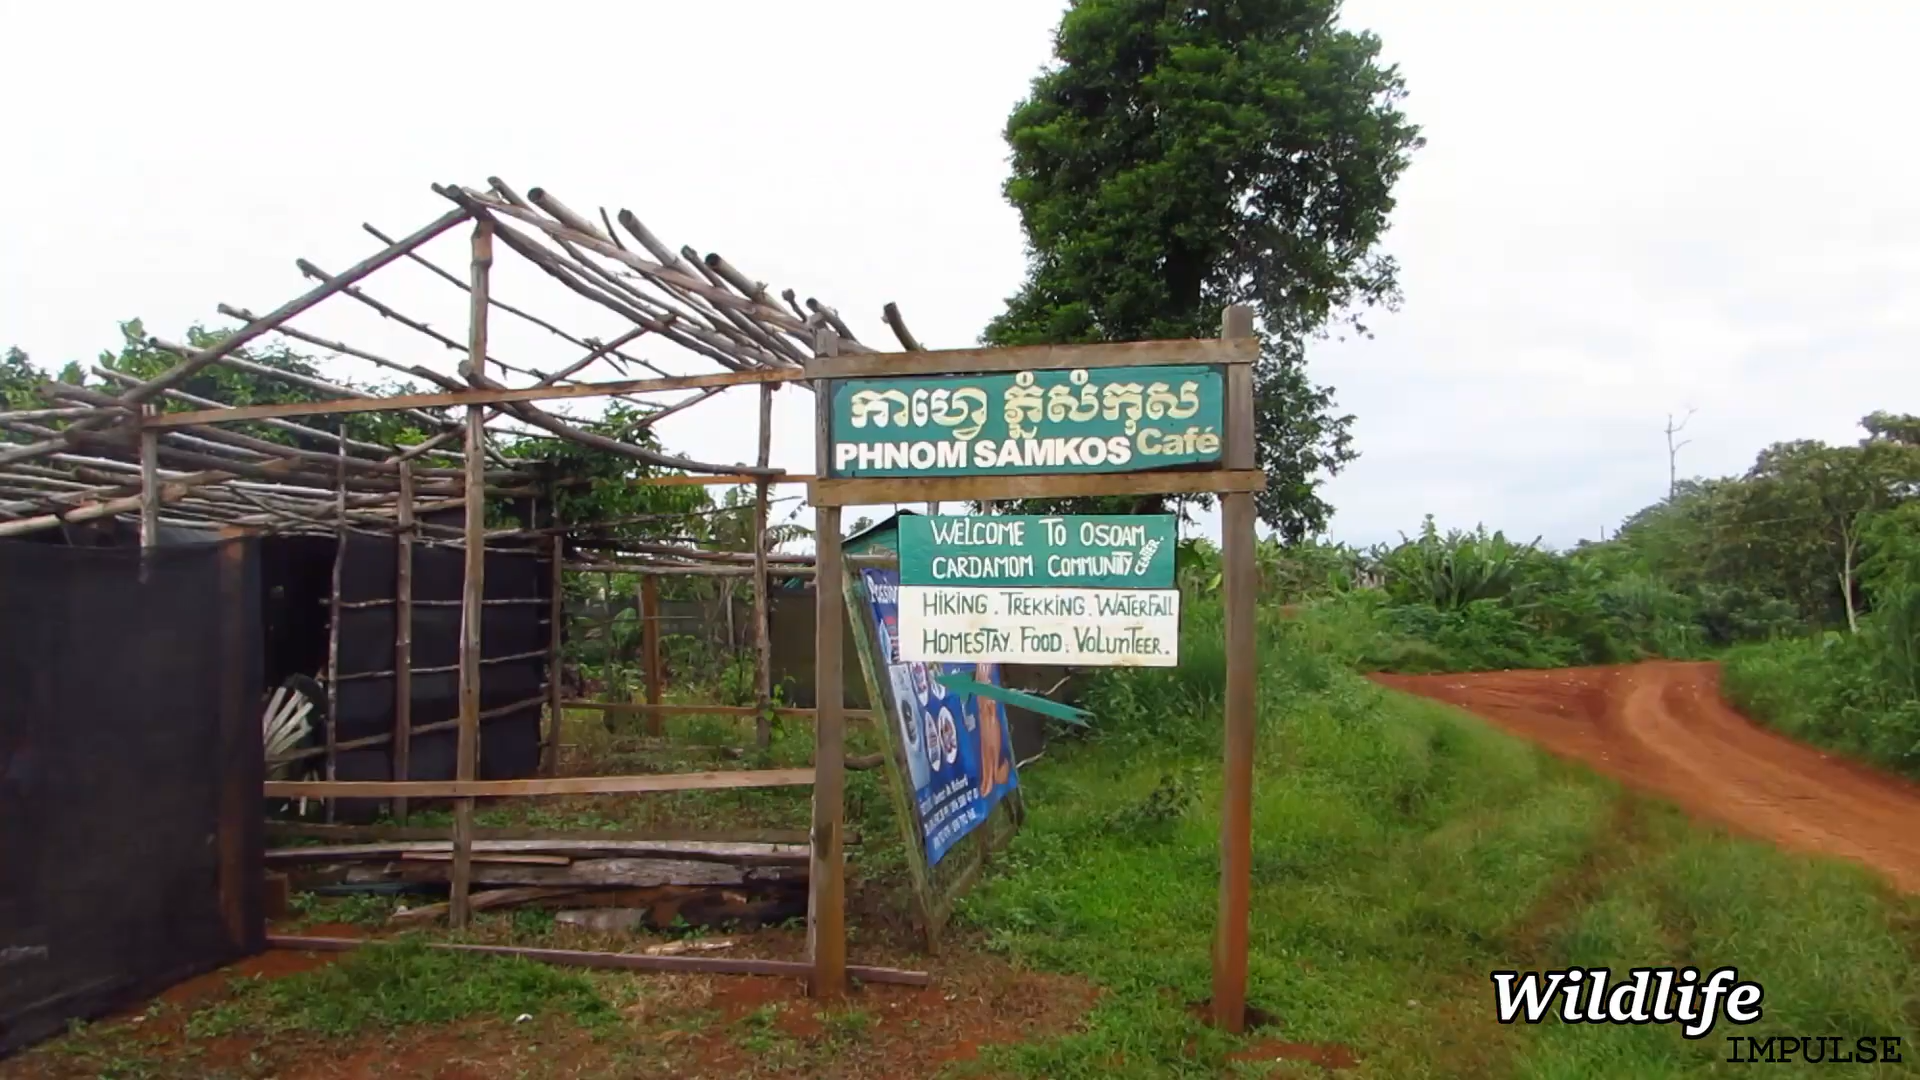 កាហ្វេ ភ្នំសំកុស
PHNOM SAMKOS Café
WELCOME TO OSOAM
CARDAMOM COMMUNITY CENTER.
HIKING . TREKKING . WATERFALL
HOMESTAY . FOOD . VOLUNTEER .
Wildlife
IMPULSE